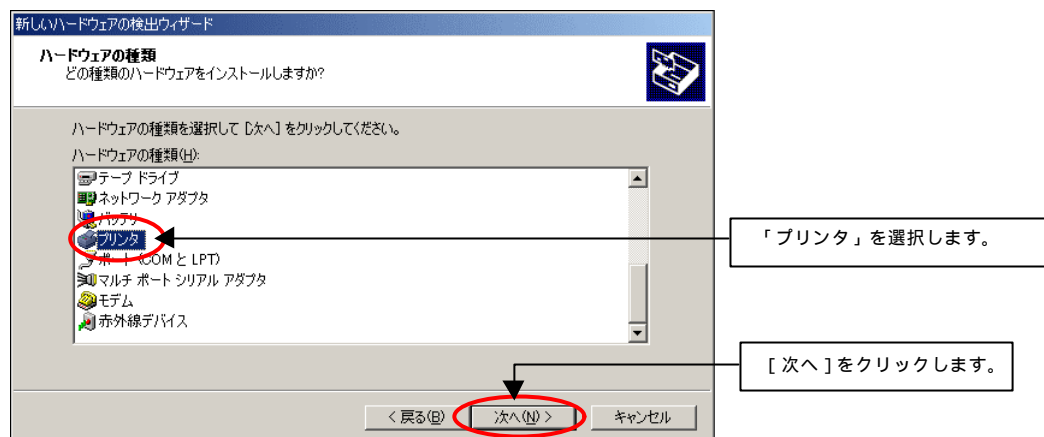 新しいハードウェアの検出ウィザード
ハードウェアの種類
どの種類のハードウェアをインストールしますか?
ハードウェアの種類を選択して [次へ] をクリックしてください。
ハードウェアの種類(H):
テープ ドライブ
ネットワーク アダプタ
バッテリ
プリンタ
「プリンタ」を選択します。
ポート (COM と LPT)
マルチ ポート シリアル アダプタ
モデム
赤外線デバイス
[次へ]をクリックします。
< 戻る(B)
次へ(N) >
キャンセル